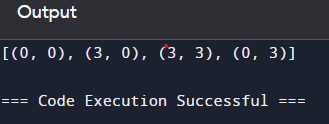 Output
[(0, 0), (3, 0), (3, 3), (0, 3)]
=== Code Execution Successful ===